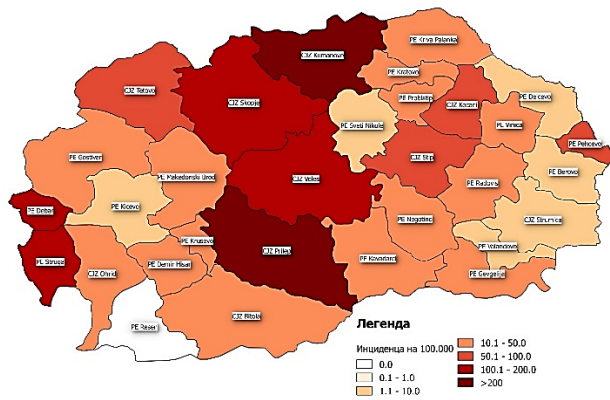 PE Kriva Palanka
CJZ Kumanovo
PE Kratovo
CJZ Tetovo
CJZ Skopje
PE Probistip
CJZ Kocani
PE Delcevo
PE Sveti Nikole
PE Vinica
PE Pehcevo
PE Gostivar
CJZ Stip
PE Berovo
PE Makedonski Brod
CJZ Veles
PE Radovis
PE Kicevo
PE Debar
PE Negotino
CJZ Strumica
PE Krusevo
CJZ Prilep
PE Valandovo
PE Struga
PE Demir Hisar
CJZ Ohrid
PE Kavadarci
PE Gevgelija
CJZ Bitola
PE Resen
Легенда
Инциденца на 100.000
0.0
0.1 - 1.0
1.1 - 10.0
10.1 - 50.0
50.1 - 100.0
100.1 - 200.0
>200